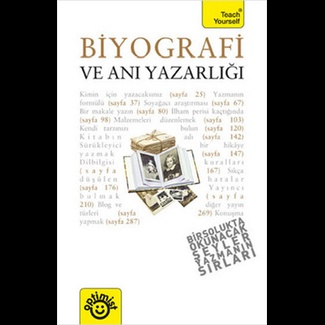 Teach
Yourself
BİYOGRAFİ
VE ANI YAZARLIĞI
Kimin için yazacaksınız (sayfa 25) Yazmanın
formülü (sayfa 37) Soyağacı araştırması (sayfa 67)
Bir makale yazın (sayfa 80) İlham perisi kaçtığında
(sayfa 98) Malzemeleri düzenlemek (sayfa 103)
Kendi tarzınızı bulun (sayfa 120)
Kitabın adı (sayfa 142)
Sürükleyici bir hikâye
yazmak (sayfa 147)
Dilbilgisi kuralları
(sayfa 167) Sıkça
düşülen hatalar
(sayfa 176) Yayıncı
bulmak (sayfa
210) Blog ve diğer yayın
türleri (sayfa 269) Konuşma
yapmak (sayfa 287)
BİRSOLUKTA
OKUNACAK
ŞEYLER
YAZMANIN
SIRLARI
optimist